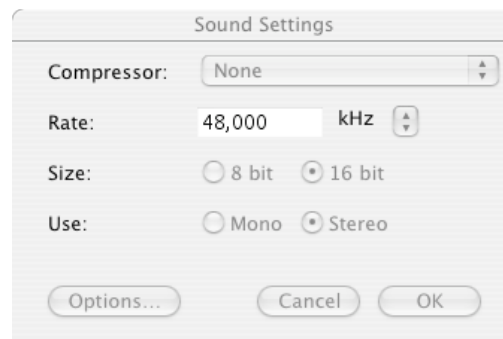 Sound Settings
Compressor: None
Rate: 48,000 kHz
Size: 8 bit 16 bit
Use: Mono Stereo
Options... Cancel OK